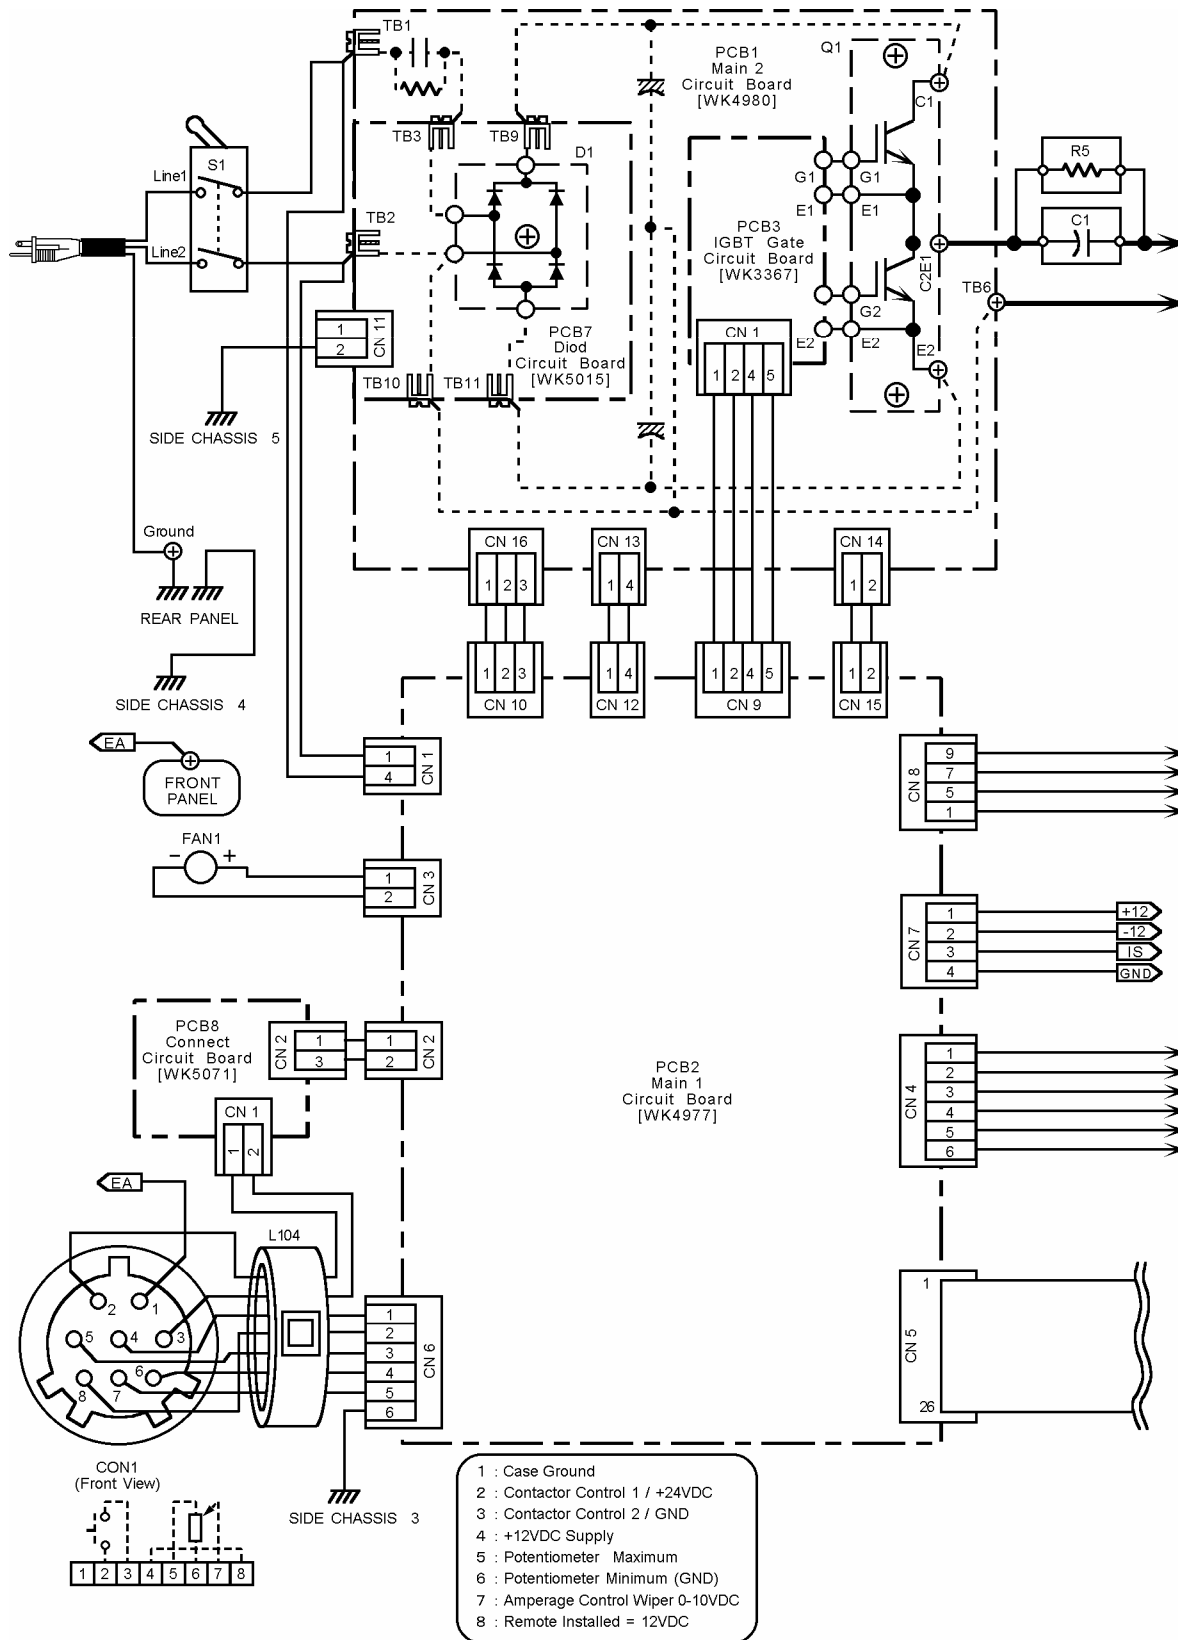 TB1
Q1
PCB1
Main 2
Circuit Board
[WK4980]
C1
TB3
TB9
D1
S1
Line1
Line2
TB2
G1
G1
E1
E1
R5
C1
PCB3
IGBT Gate
Circuit Board
[WK3367]
C2E1
TB6
G2
E2
E2
E2
CN 11
1
2
PCB7
Diod
Circuit Board
[WK5015]
CN 1
1 2 4 5
TB10
TB11
SIDE CHASSIS 5
Ground
REAR PANEL
SIDE CHASSIS 4
CN 16
1 2 3
CN 13
1 4
CN 14
1 2
1 2 3
CN 10
1 4
CN 12
1 2 4 5
CN 9
1 2
CN 15
EA
FRONT
PANEL
CN 1
1
4
CN 8
9
7
5
1
FAN1
- +
CN 3
1
2
CN 7
1 +12
2 -12
3 IS
4 GND
PCB8
Connect
Circuit Board
[WK5071]
CN 2
1
3
CN 2
1
2
PCB2
Main 1
Circuit Board
[WK4977]
CN 4
1
2
3
4
5
6
CN 1
1 2
EA
L104
2 1
5 4 3
8 7 6
CN 6
1
2
3
4
5
6
CN 5
1
26
CON1
(Front View)
1 2 3 4 5 6 7 8
SIDE CHASSIS 3
1 : Case Ground
2 : Contactor Control 1 / +24VDC
3 : Contactor Control 2 / GND
4 : +12VDC Supply
5 : Potentiometer Maximum
6 : Potentiometer Minimum (GND)
7 : Amperage Control Wiper 0-10VDC
8 : Remote Installed = 12VDC